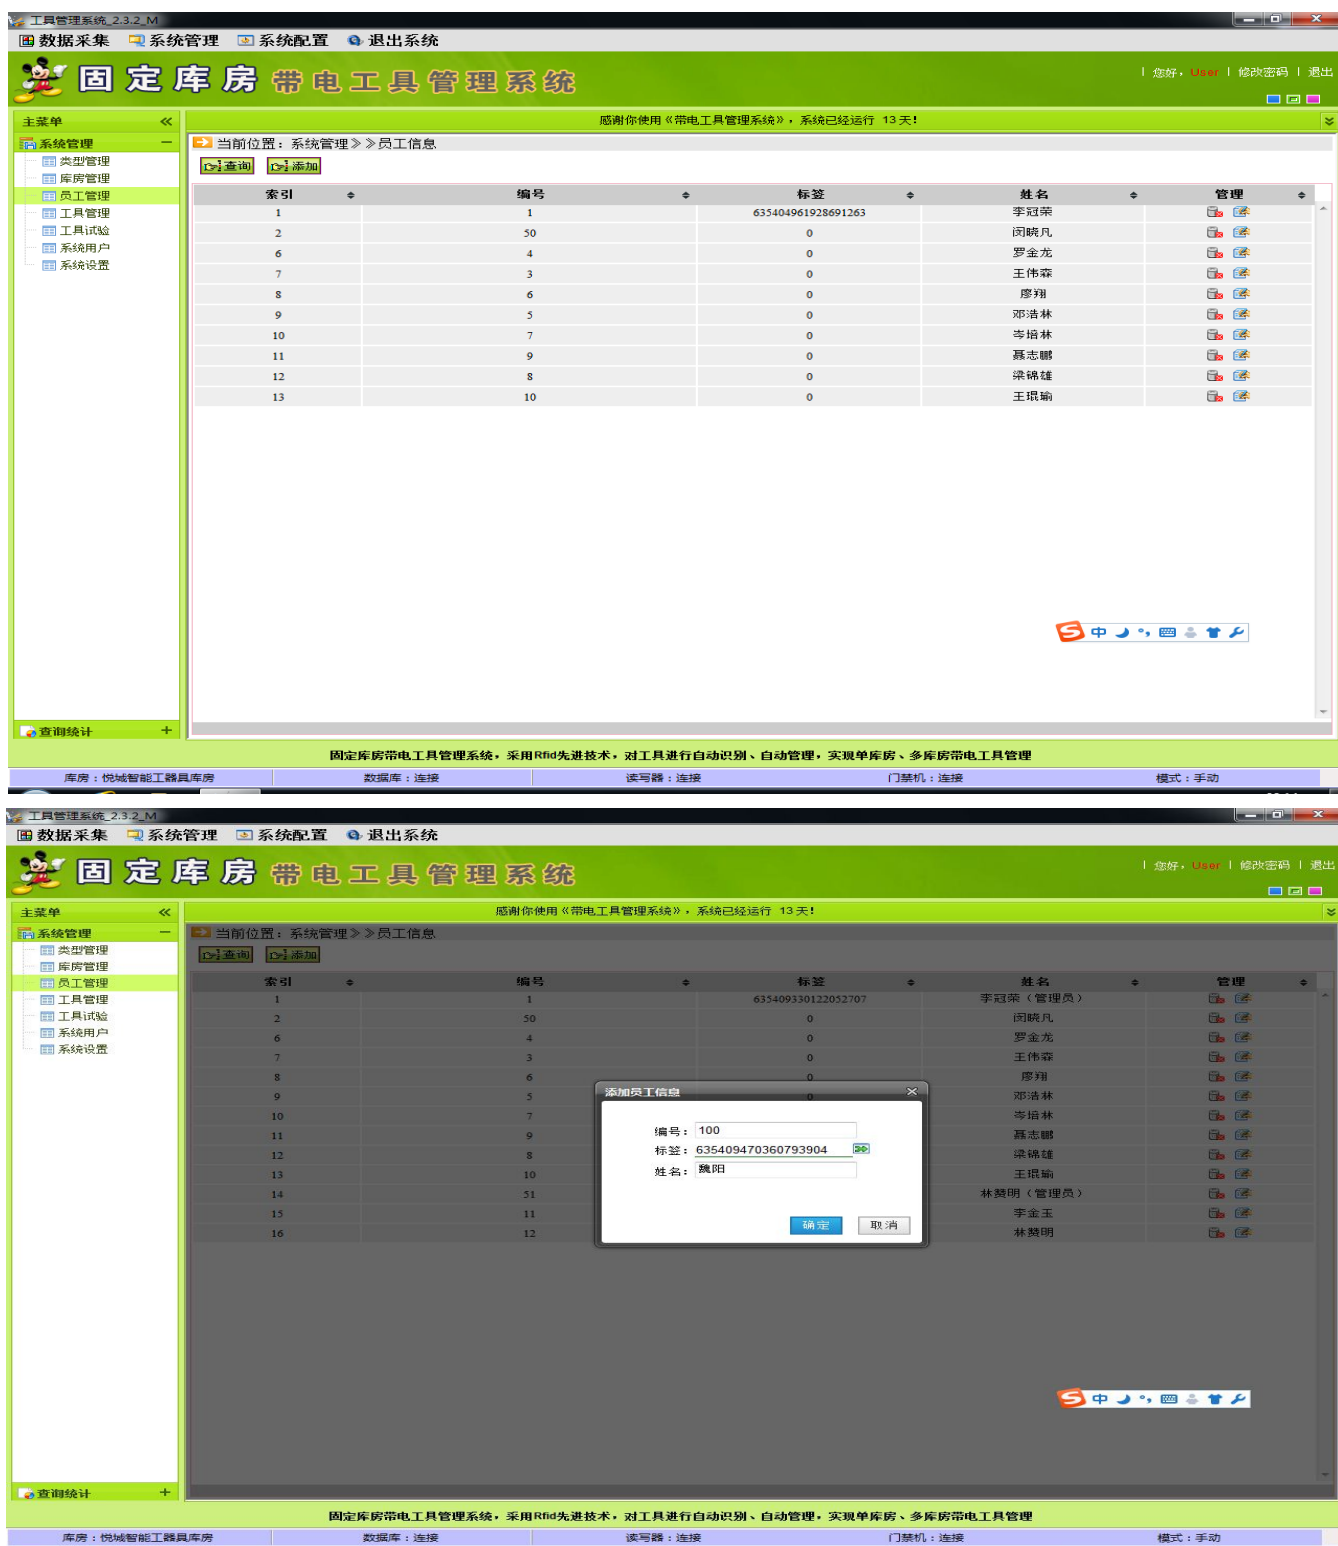 工具管理系统_2.3.2_M
数据采集 系统管理 系统配置 退出系统
固定库房 带电工具管理系统
您好，User | 修改密码 | 退出
主菜单
感谢你使用《带电工具管理系统》，系统已经运行 13天!
系统管理
类型管理
库房管理
员工管理
工具管理
工具试验
系统用户
系统设置
当前位置：系统管理》》员工信息
查询 添加
索引 编号 标签 姓名 管理
1 1 635404961928691263 李冠荣
2 50 0 闵晓凡
6 4 0 罗金龙
7 3 0 王伟森
8 6 0 廖翔
9 5 0 邓浩林
10 7 0 岑培林
11 9 0 聂志鹏
12 8 0 梁锦雄
13 10 0 王琨瑜
中
查询统计
固定库房带电工具管理系统，采用Rfid先进技术，对工具进行自动识别、自动管理，实现单库房、多库房带电工具管理
库房：悦城智能工器具库房 数据库：连接 读写器：连接 门禁机：连接 模式：手动
工具管理系统_2.3.2_M
数据采集 系统管理 系统配置 退出系统
固定库房 带电工具管理系统
您好，User | 修改密码 | 退出
主菜单
感谢你使用《带电工具管理系统》，系统已经运行 13天!
系统管理
类型管理
库房管理
员工管理
工具管理
工具试验
系统用户
系统设置
当前位置：系统管理》》员工信息
查询 添加
索引 编号 标签 姓名 管理
1 1 635409330122052707 李冠荣（管理员）
2 50 0 闵晓凡
6 4 0 罗金龙
7 3 0 王伟森
8 6 0 廖翔
9 5 0 邓浩林
10 7 岑培林
11 9 聂志鹏
12 8 梁锦雄
13 10 王琨瑜
14 51 林赞明（管理员）
15 11 李金玉
16 12 林赞明
添加员工信息
编号：100
标签：635409470360793904
姓名：魏阳
确定 取消
中
查询统计
固定库房带电工具管理系统，采用Rfid先进技术，对工具进行自动识别、自动管理，实现单库房、多库房带电工具管理
库房：悦城智能工器具库房 数据库：连接 读写器：连接 门禁机：连接 模式：手动